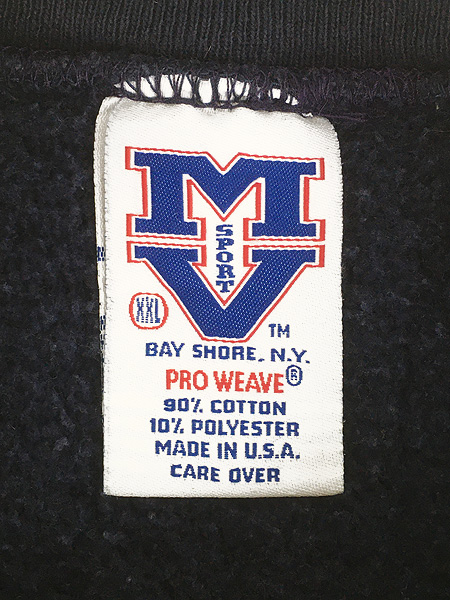 MV
SPORT
XXL
TM
BAY SHORE, N.Y.
PRO WEAVE®
90% COTTON
10% POLYESTER
MADE IN U.S.A.
CARE OVER